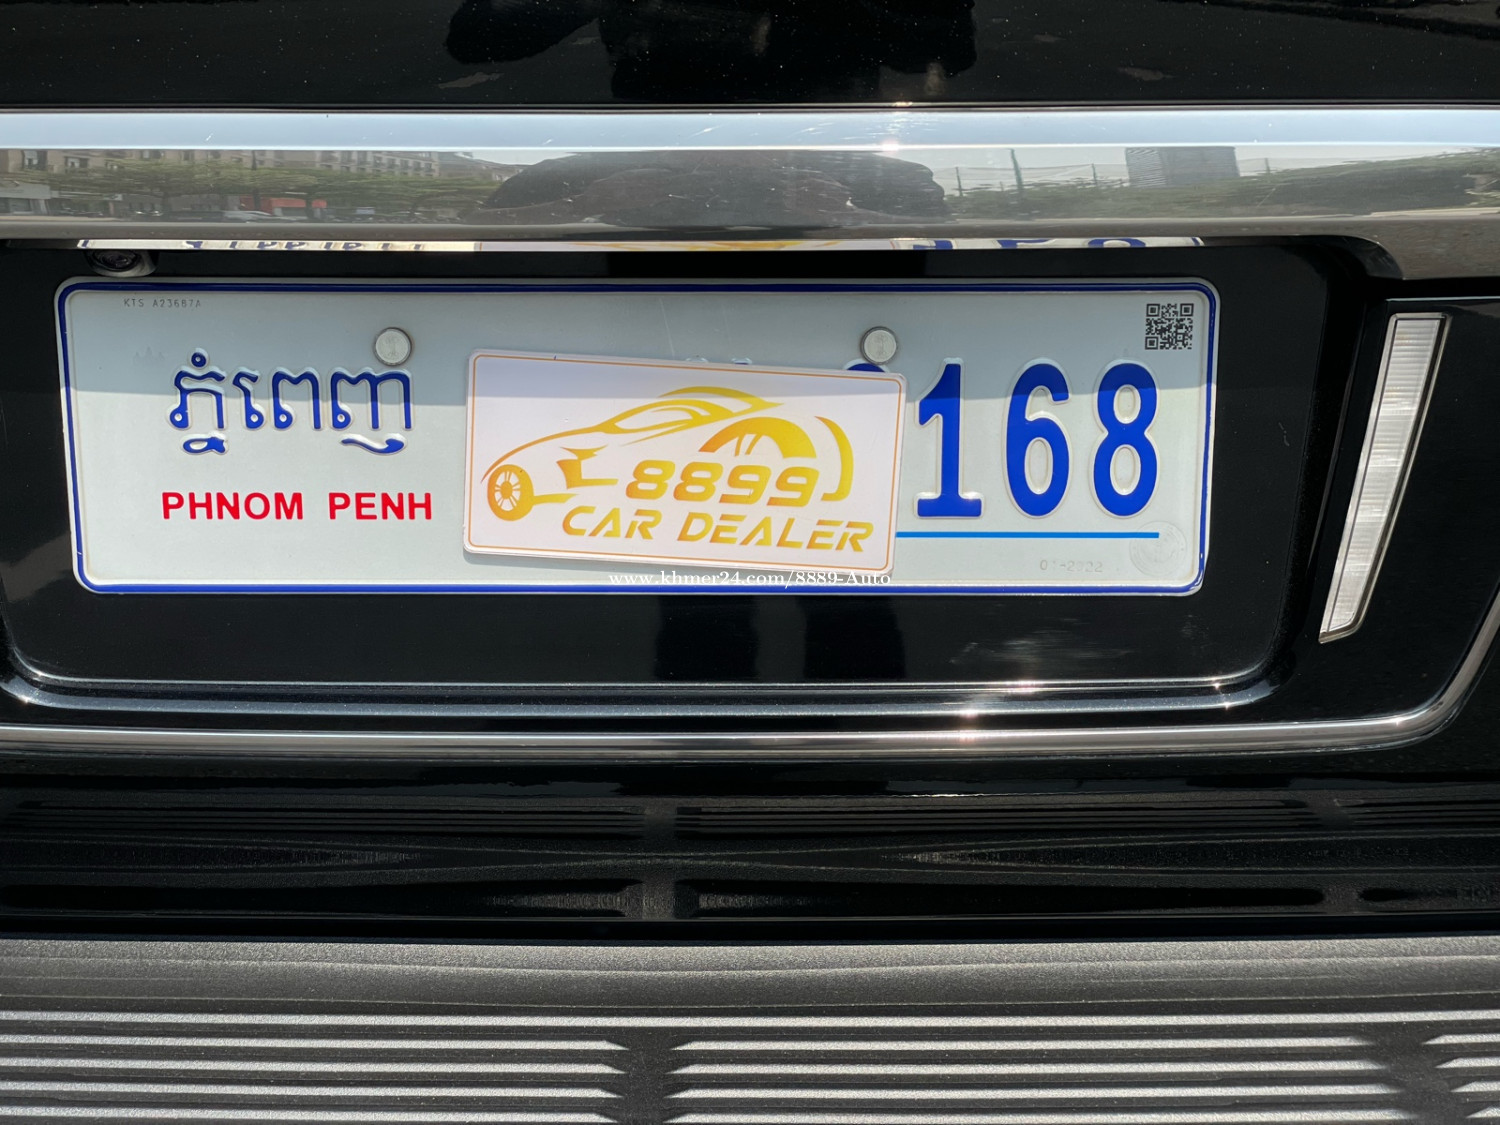 KTS A23687A
ភ្នំពេញ
168
PHNOM PENH
8899
CAR DEALER
www.khmer24.com/8889-Auto